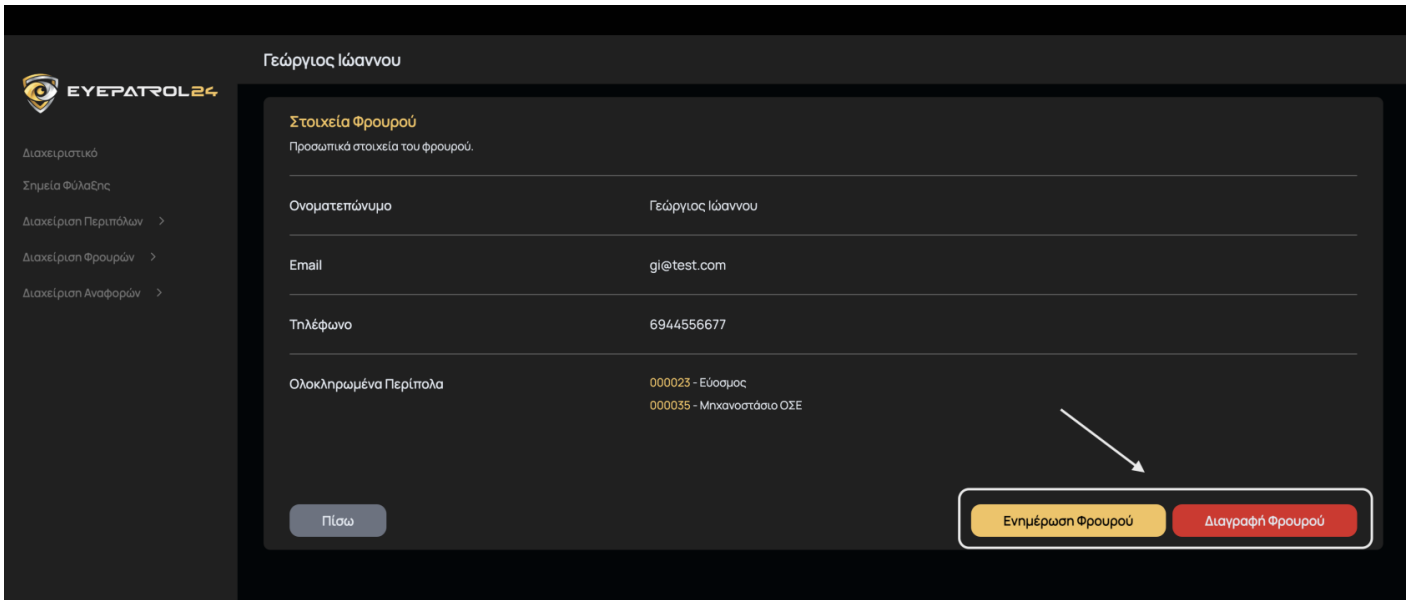 Γεώργιος Ιώαννου
EYEPATROL24
Στοιχεία Φρουρού
Προσωπικά στοιχεία του φρουρού.
Διαχειριστικό
Σημεία Φύλαξης
Διαχείριση Περιπόλων >
Διαχείριση Φρουρών >
Διαχείριση Αναφορών >
Ονοματεπώνυμο Γεώργιος Ιώαννου
Email gi@test.com
Τηλέφωνο 6944556677
Ολοκληρωμένα Περίπολα 000023 - Εύοσμος
000035 - Μηχανοστάσιο ΟΣΕ
Πίσω Ενημέρωση Φρουρού Διαγραφή Φρουρού